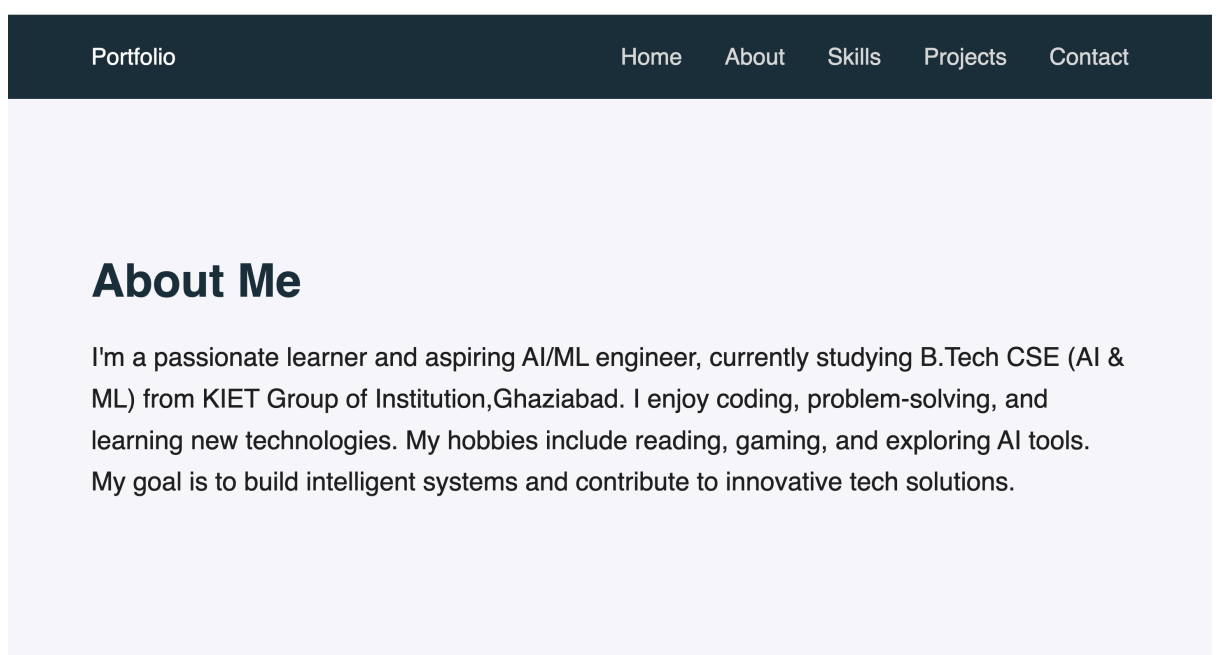 Portfolio Home About Skills Projects Contact
About Me
I'm a passionate learner and aspiring AI/ML engineer, currently studying B.Tech CSE (AI &
ML) from KIET Group of Institution,Ghaziabad. I enjoy coding, problem-solving, and
learning new technologies. My hobbies include reading, gaming, and exploring AI tools.
My goal is to build intelligent systems and contribute to innovative tech solutions.